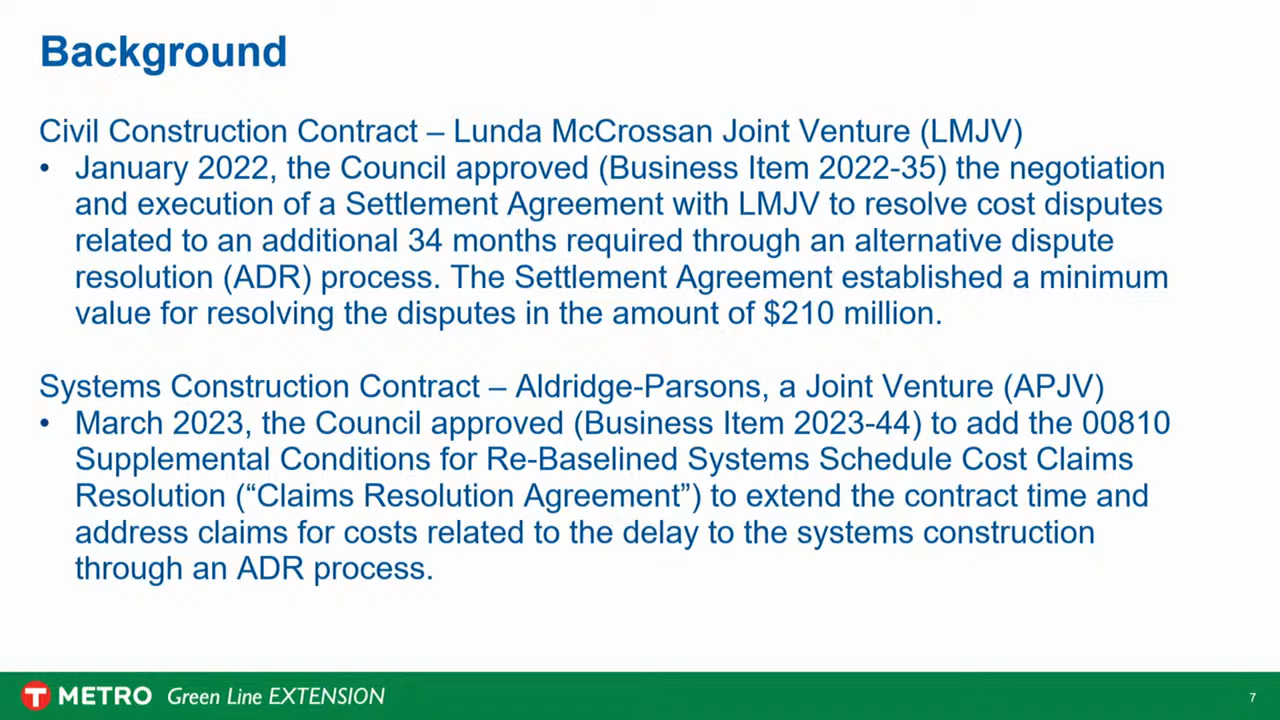 Background
Civil Construction Contract – Lunda McCrossan Joint Venture (LMJV)
• January 2022, the Council approved (Business Item 2022-35) the negotiation
and execution of a Settlement Agreement with LMJV to resolve cost disputes
related to an additional 34 months required through an alternative dispute
resolution (ADR) process. The Settlement Agreement established a minimum
value for resolving the disputes in the amount of $210 million.
Systems Construction Contract – Aldridge-Parsons, a Joint Venture (APJV)
• March 2023, the Council approved (Business Item 2023-44) to add the 00810
Supplemental Conditions for Re-Baselined Systems Schedule Cost Claims
Resolution (“Claims Resolution Agreement”) to extend the contract time and
address claims for costs related to the delay to the systems construction
through an ADR process.
T METRO Green Line EXTENSION
7